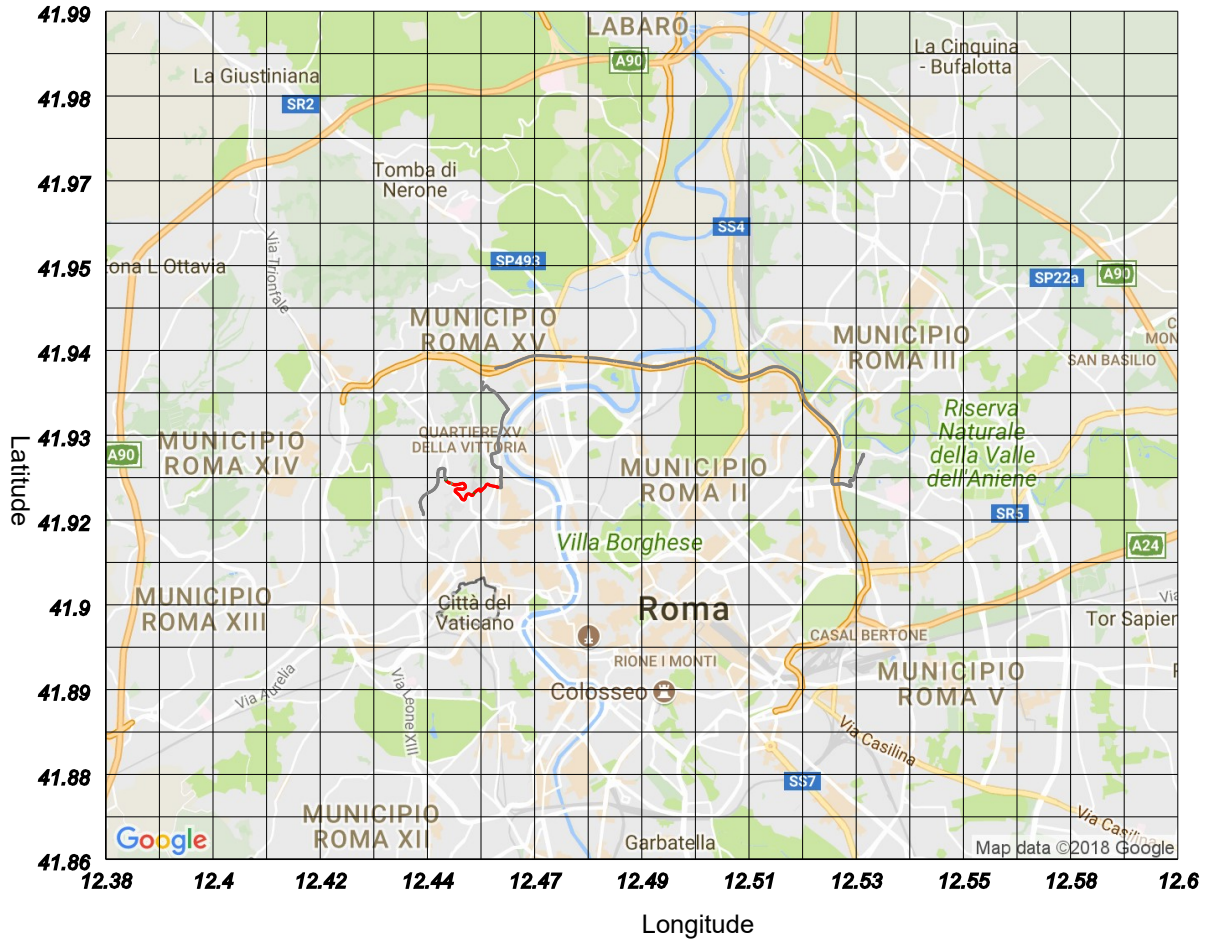 41.99
LABARO
La Cinquina
- Bufalotta
A90
La Giustiniana
41.98
SR2
Tomba di
Nerone
41.97
SS4
Via Trionfale
41.95
ona L Ottavia
SP493
SP22a
A90
MUNICIPIO
ROMA XV
MUNICIPIO
ROMA III
C
MON
41.94
SAN BASILIO
Riserva
Naturale
della Valle
dell'Aniene
41.93
QUARTIERE XV
DELLA VITTORIA
MUNICIPIO
ROMA XIV
A90
MUNICIPIO
ROMA II
Latitude
41.92
SR5
Villa Borghese
A24
MUNICIPIO
ROMA XIII
Città del
Vaticano
41.9
Roma
Via
Tor Sapier
CASAL BERTONE
RIONE I MONTI
MUNICIPIO
ROMA V
Via Aurelia
Via Leone XIII
41.89
Colosseo
Via Casilina
41.88
SS7
MUNICIPIO
ROMA XII
Via Casilina
Google
Garbatella
Map data ©2018 Google
41.86
12.38 12.4 12.42 12.44 12.47 12.49 12.51 12.53 12.55 12.58 12.6
Longitude